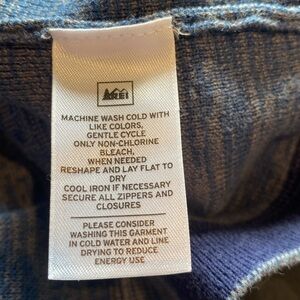 REI
MACHINE WASH COLD WITH
LIKE COLORS,
GENTLE CYCLE
ONLY NON-CHLORINE
BLEACH,
WHEN NEEDED
RESHAPE AND LAY FLAT TO
DRY
COOL IRON IF NECESSARY
SECURE ALL ZIPPERS AND
CLOSURES
PLEASE CONSIDER
WASHING THIS GARMENT
IN COLD WATER AND LINE
DRYING TO REDUCE
ENERGY USE